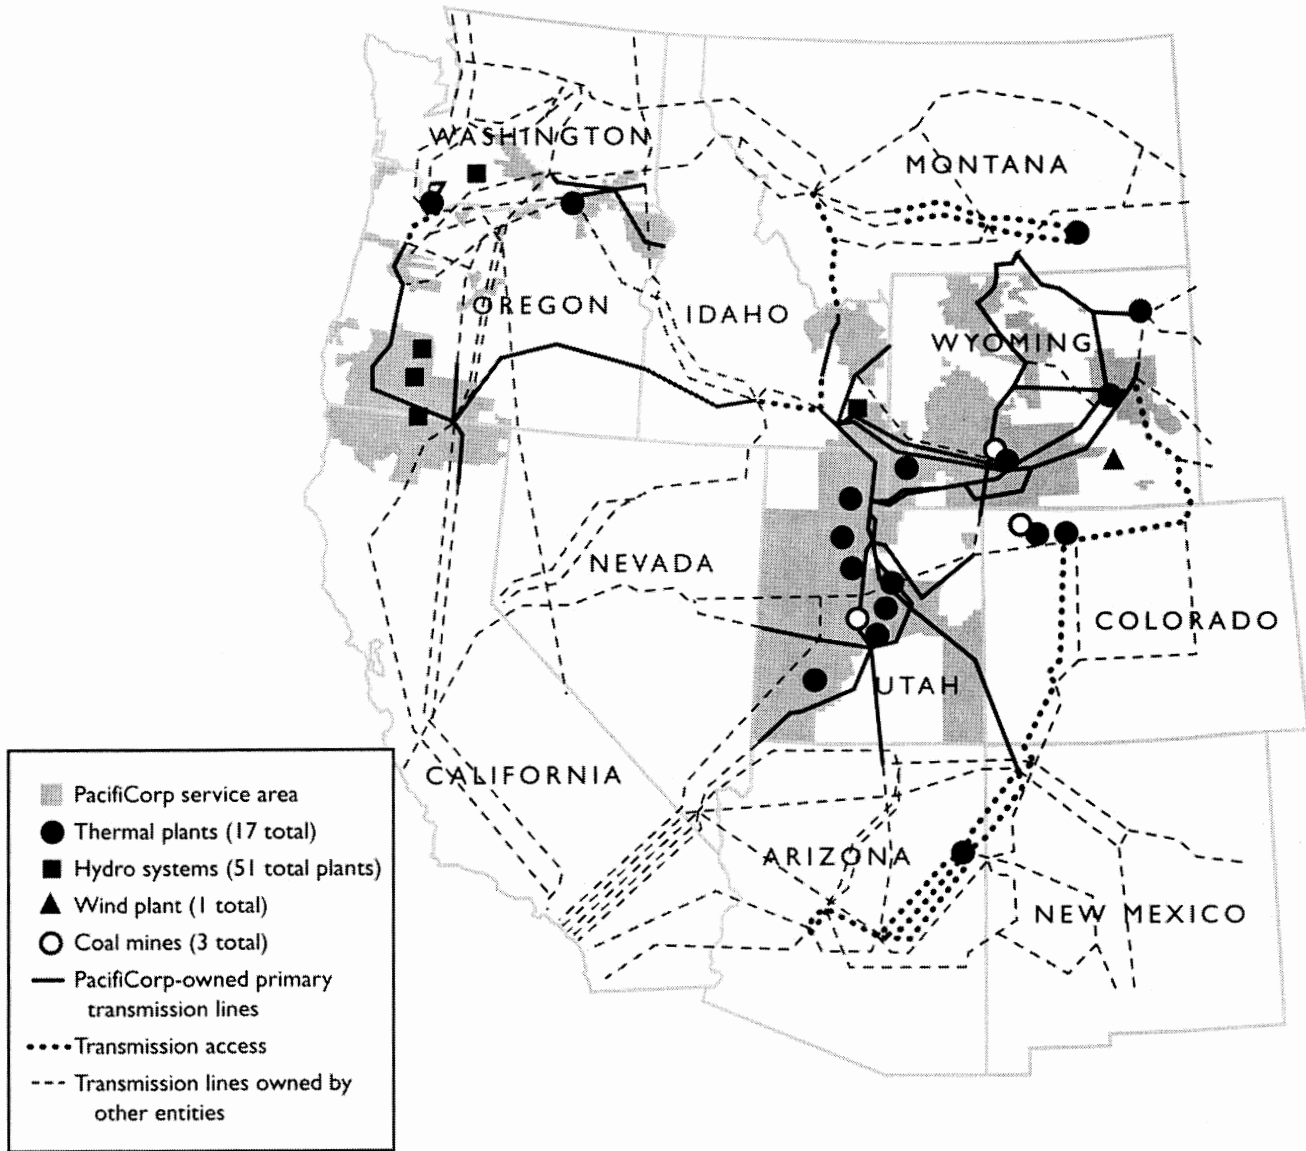 WASHINGTON
MONTANA
OREGON
IDAHO
WYOMING
NEVADA
COLORADO
UTAH
CALIFORNIA
ARIZONA
NEW MEXICO
PacifiCorp service area
Thermal plants (17 total)
Hydro systems (51 total plants)
Wind plant (1 total)
Coal mines (3 total)
PacifiCorp-owned primary
transmission lines
Transmission access
Transmission lines owned by
other entities